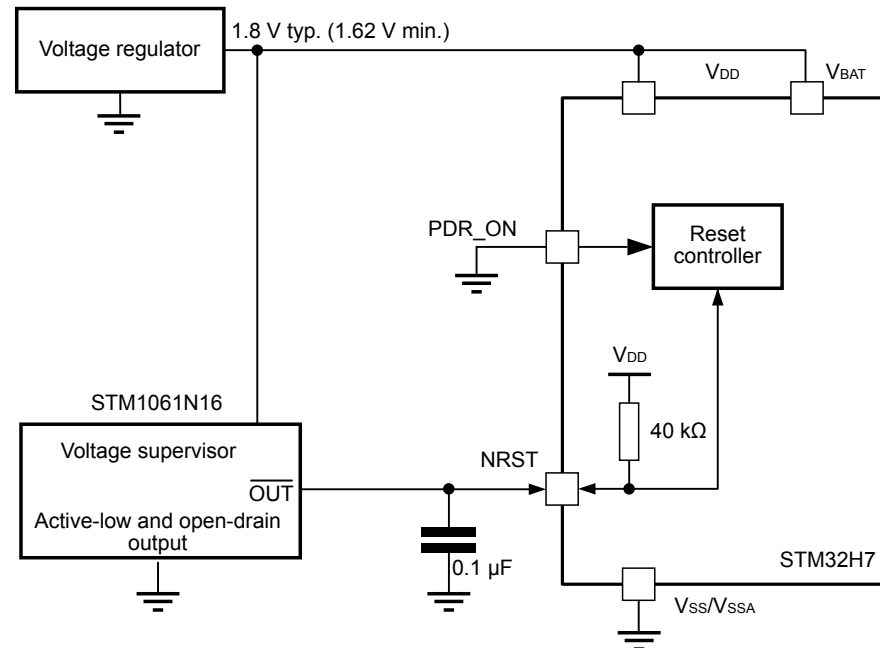 Voltage regulator
1.8 V typ. (1.62 V min.)
VDD
VBAT
PDR_ON
Reset
controller
VDD
STM1061N16
40 kΩ
Voltage supervisor
NRST
OUT
Active-low and open-drain
output
0.1 µF
STM32H7
VSS/VSSA